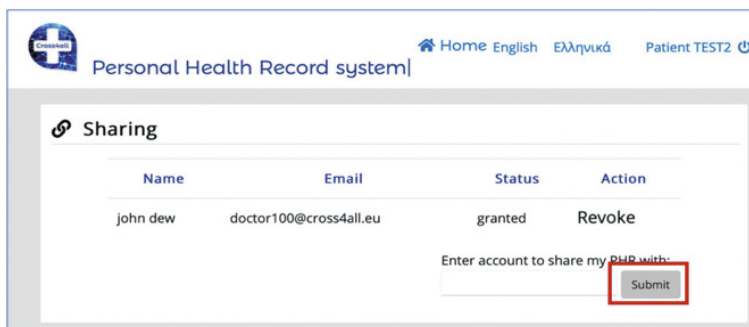 Cross4all
Home English Ελληνικά Patient TEST2
Personal Health Record system|
Sharing
Name Email Status Action
john dew doctor100@cross4all.eu granted Revoke
Enter account to share my PHR with:
Submit